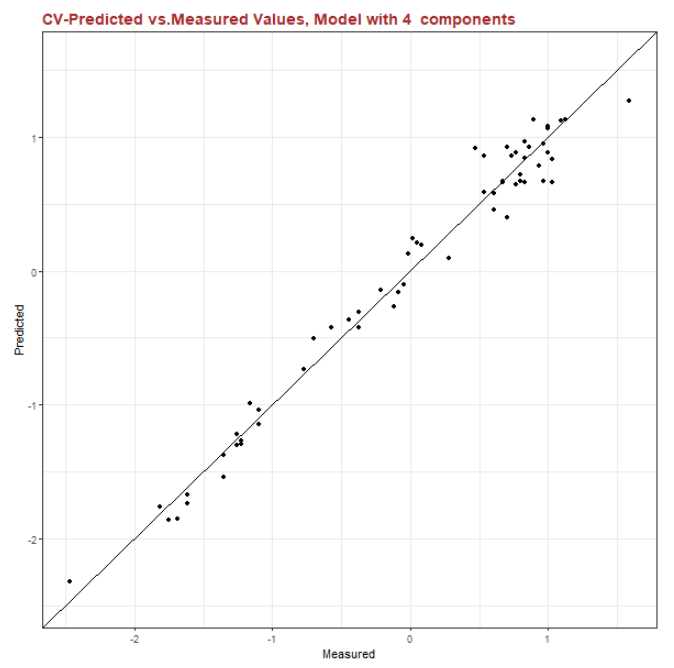 CV-Predicted vs.Measured Values, Model with 4  components
1
0
-1
-2
Predicted
-2 -1 0 1
Measured